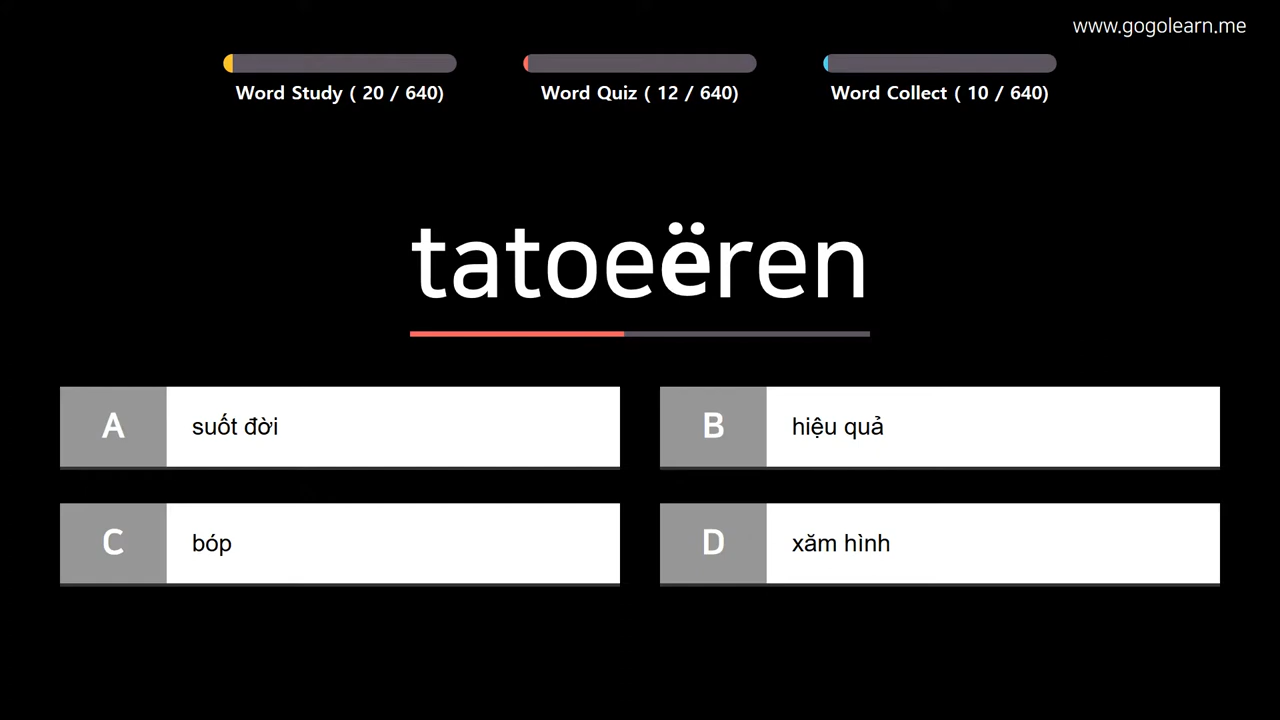 www.gogolearn.me
Word Study ( 20 / 640)
Word Quiz ( 12 / 640)
Word Collect ( 10 / 640)
tatoeëren
A suốt đời
B hiệu quả
C bóp
D xăm hình